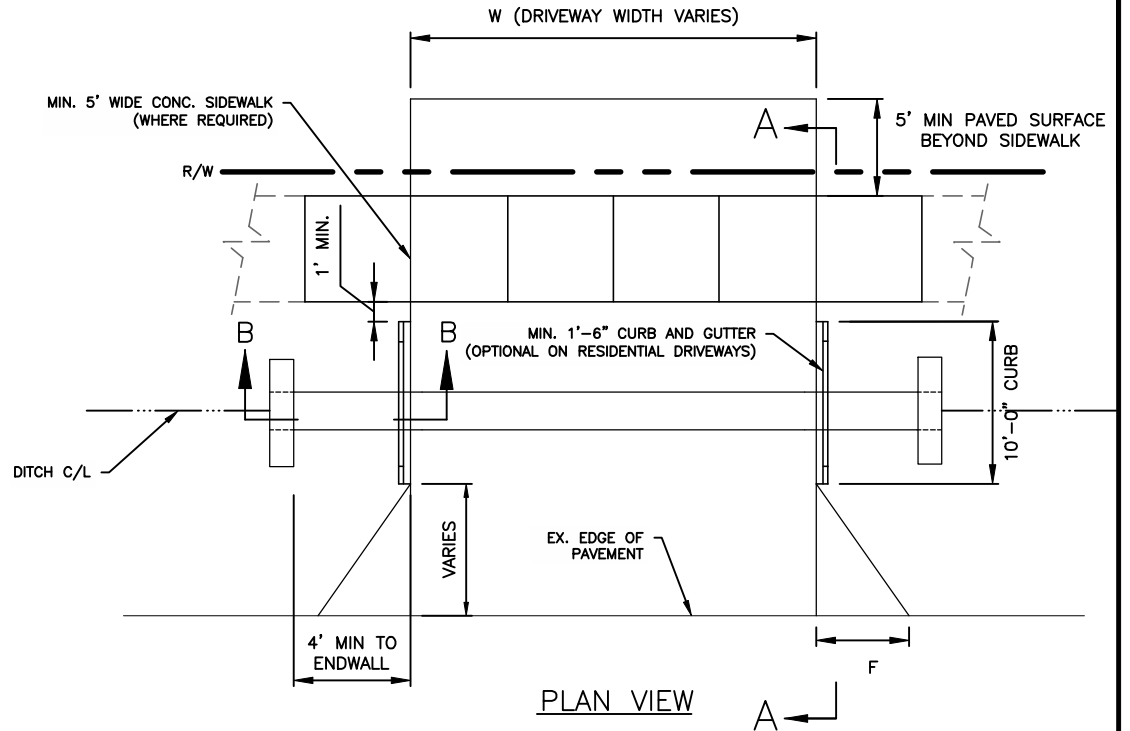 W (DRIVEWAY WIDTH VARIES)
MIN. 5' WIDE CONC. SIDEWALK
(WHERE REQUIRED)
A
5' MIN PAVED SURFACE
BEYOND SIDEWALK
R/W
1' MIN.
B
B
MIN. 1'-6" CURB AND GUTTER
(OPTIONAL ON RESIDENTIAL DRIVEWAYS)
10'-0" CURB
DITCH C/L
VARIES
EX. EDGE OF
PAVEMENT
4' MIN TO
ENDWALL
F
PLAN VIEW
A